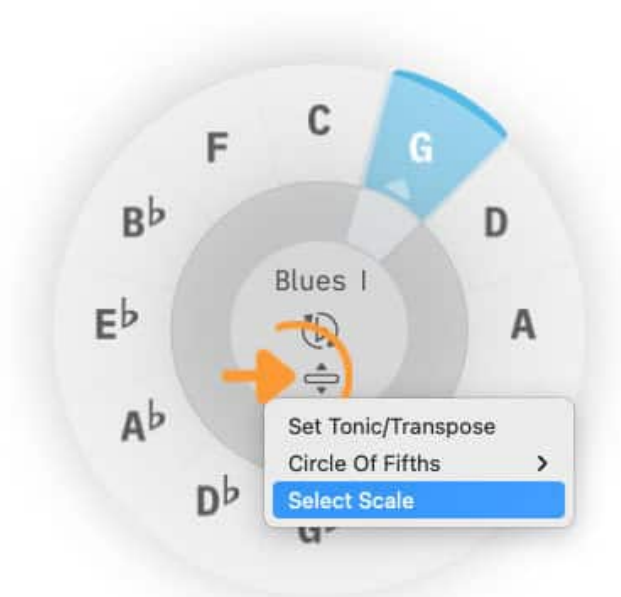 C
G
F
D
B♭
Blues I
E♭
A
A♭
Set Tonic/Transpose
Circle Of Fifths
Select Scale
D♭
G♭